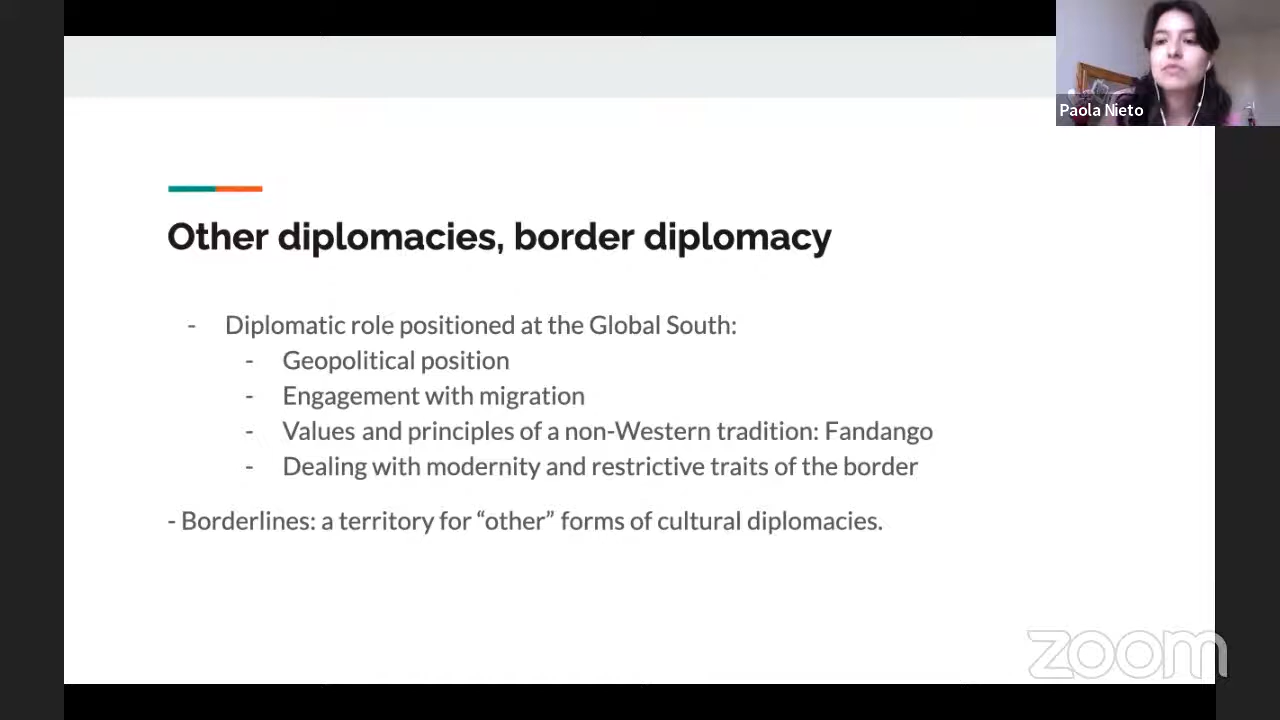 Paola Nieto
Other diplomacies, border diplomacy
- Diplomatic role positioned at the Global South:
- Geopolitical position
- Engagement with migration
- Values and principles of a non-Western tradition: Fandango
- Dealing with modernity and restrictive traits of the border
- Borderlines: a territory for “other” forms of cultural diplomacies.
zoom